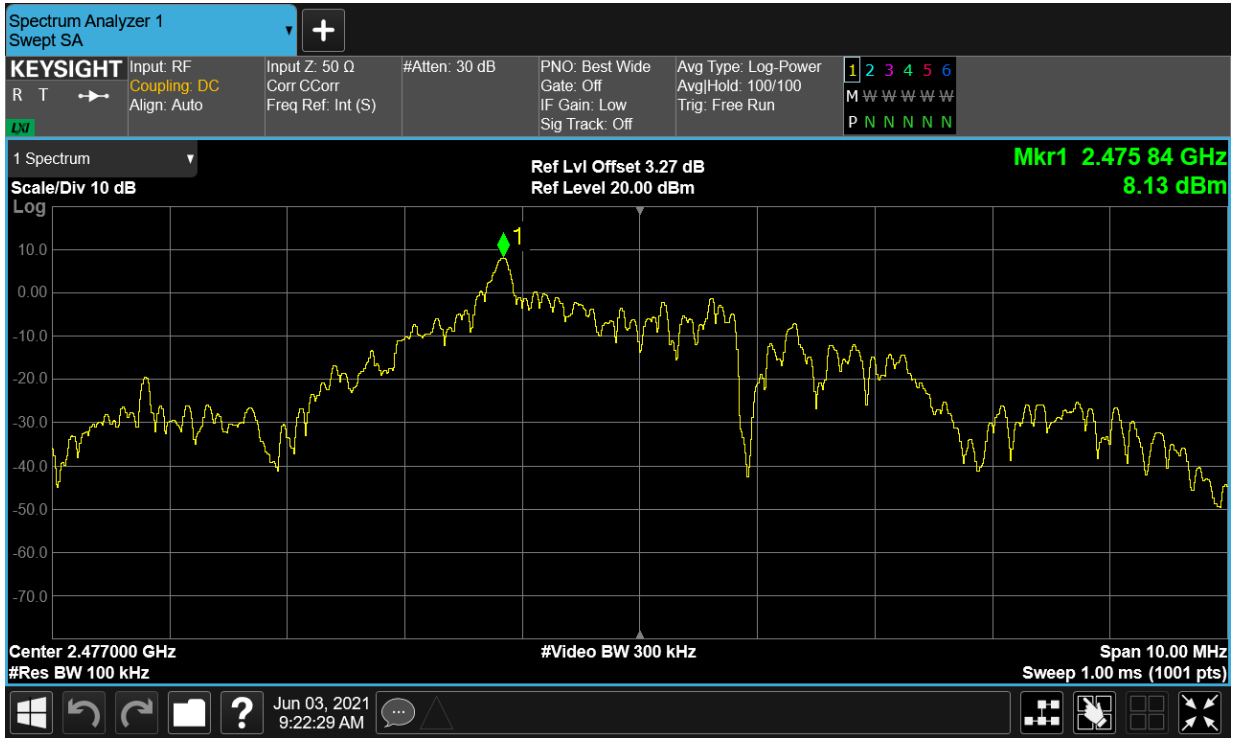 Spectrum Analyzer 1
Swept SA
KEYSIGHT
R T
LXI
Input: RF
Coupling: DC
Align: Auto
Input Z: 50 Ω
Corr CCorr
Freq Ref: Int (S)
#Atten: 30 dB
PNO: Best Wide
Gate: Off
IF Gain: Low
Sig Track: Off
Avg Type: Log-Power
Avg|Hold: 100/100
Trig: Free Run
1 2 3 4 5 6
M W W W W W
P N N N N N
1 Spectrum
Scale/Div 10 dB
Log
Ref Lvl Offset 3.27 dB
Ref Level 20.00 dBm
Mkr1 2.475 84 GHz
8.13 dBm
1
10.0
0.00
-10.0
-20.0
-30.0
-40.0
-50.0
-60.0
-70.0
Center 2.477000 GHz
#Res BW 100 kHz
#Video BW 300 kHz
Span 10.00 MHz
Sweep 1.00 ms (1001 pts)
?
Jun 03, 2021
9:22:29 AM